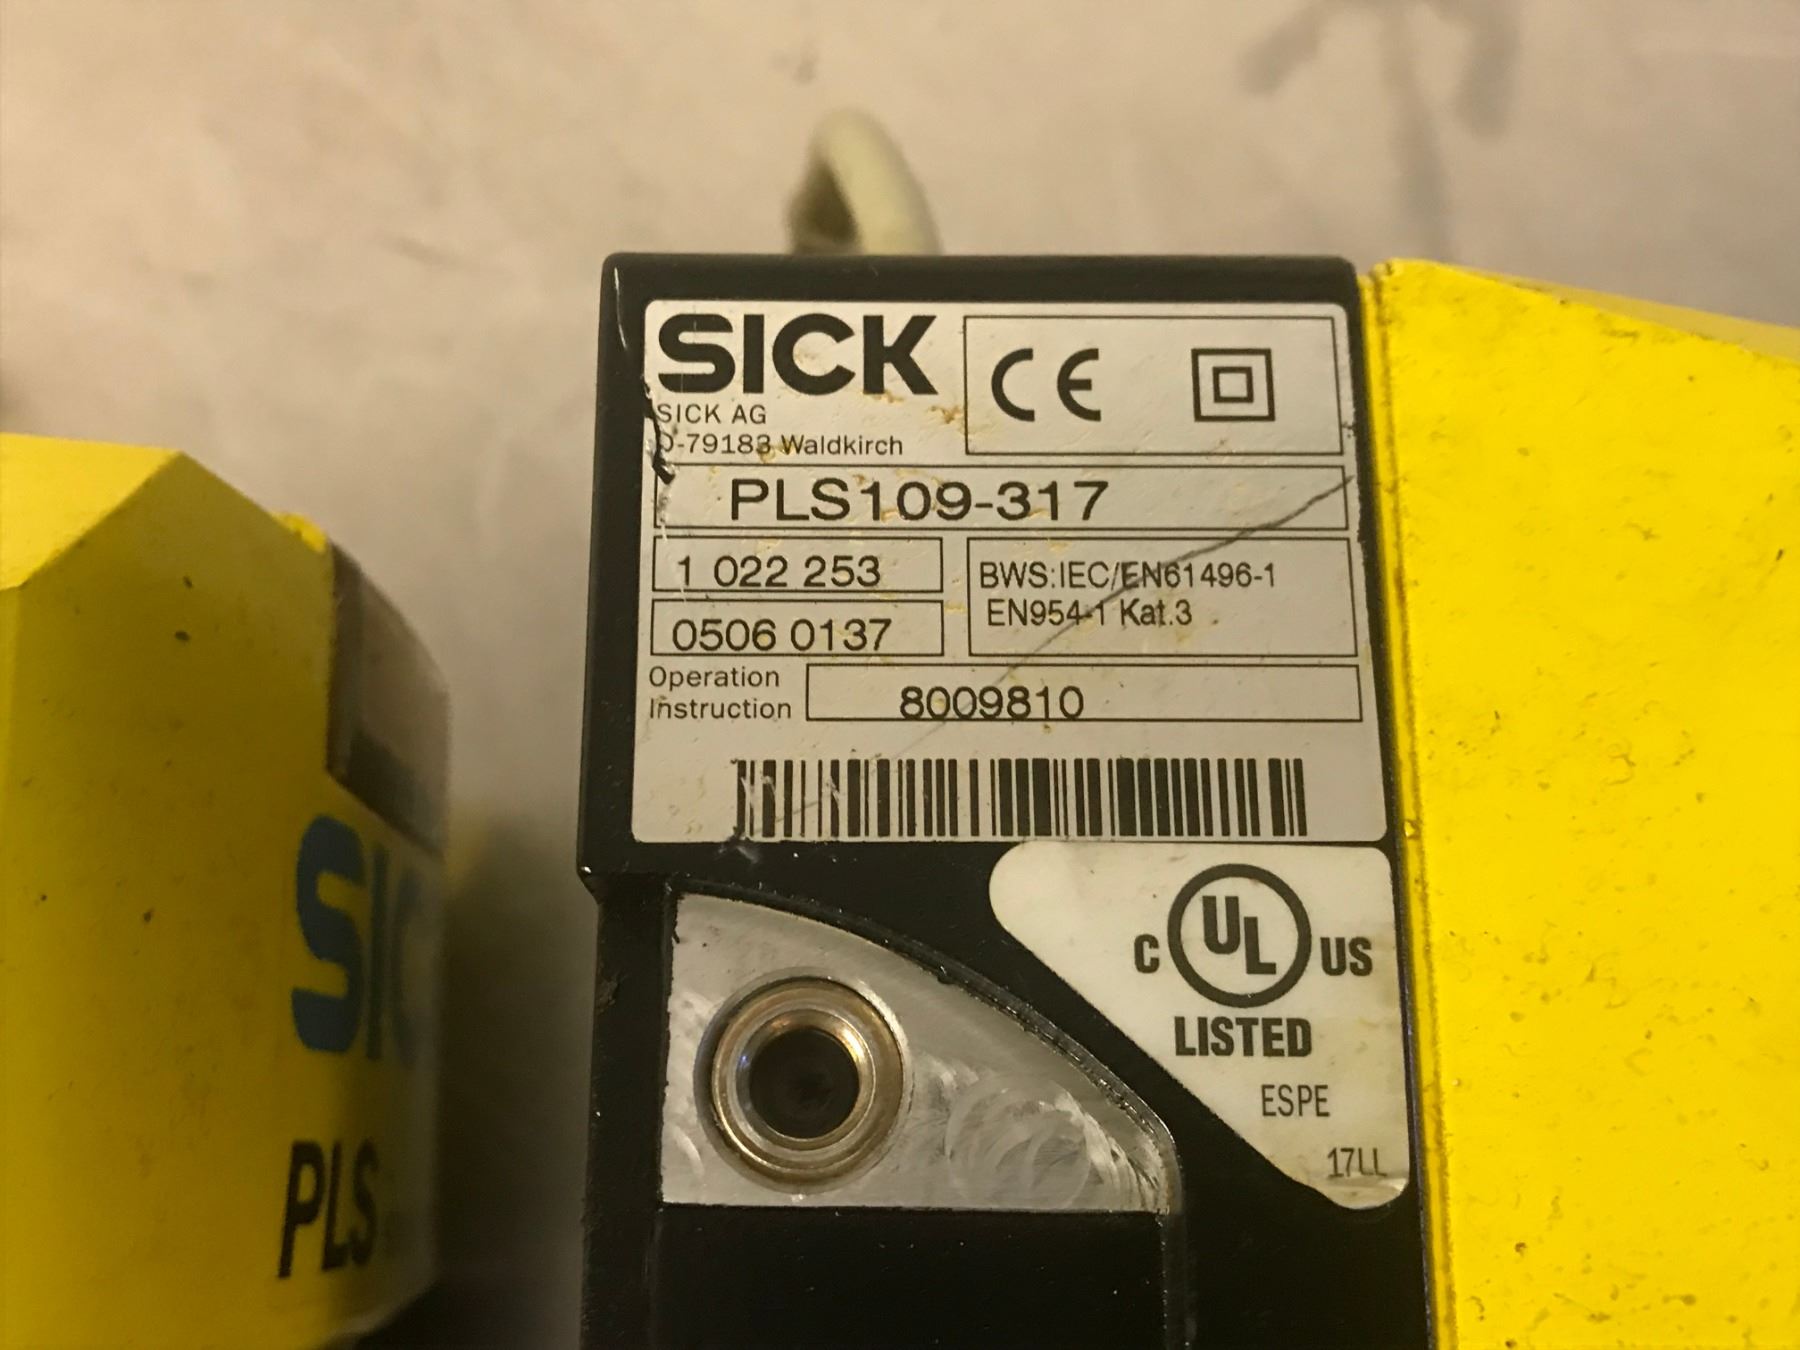 SICK
CE
SICK AG
D-79183 Waldkirch
PLS109-317
1 022 253
BWS:IEC/EN61496-1
EN954-1 Kat.3
0506 0137
Operation
Instruction
8009810
C UL US
LISTED
ESPE
17LL
SIC
PLS